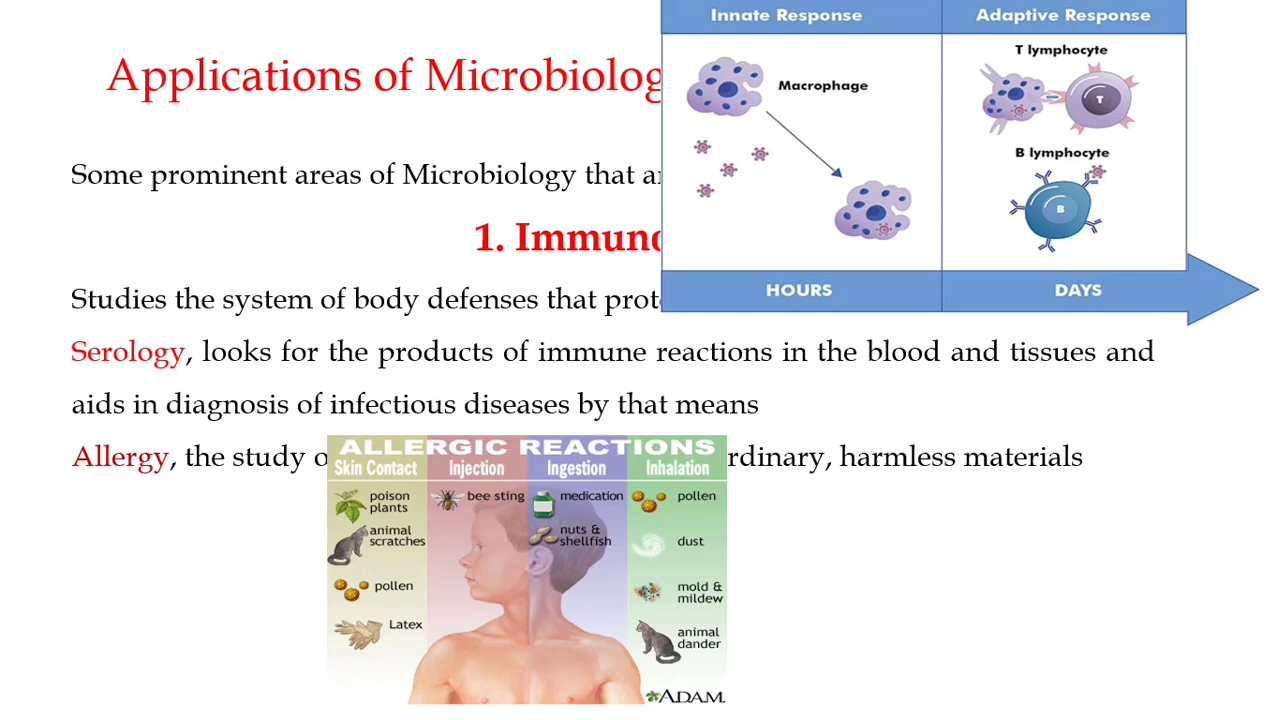 Applications of Microbiolog
Some prominent areas of Microbiology that
1. Immuno
Studies the system of body defenses that
Serology, looks for the products of immune reactions in the blood and tissues and
aids in diagnosis of infectious diseases by that means
Allergy, the study harmless materials
Innate Response
Adaptive Response
Macrophage
T lymphocyte
T
B lymphocyte
B
HOURS
DAYS
ALLERGIC REACTIONS
Skin Contact
poison
plants
animal
scratches
pollen
Latex
Injection
bee sting
Ingestion
medication
nuts &
shellfish
Inhalation
pollen
dust
mold &
mildew
animal
dander
ADAM.